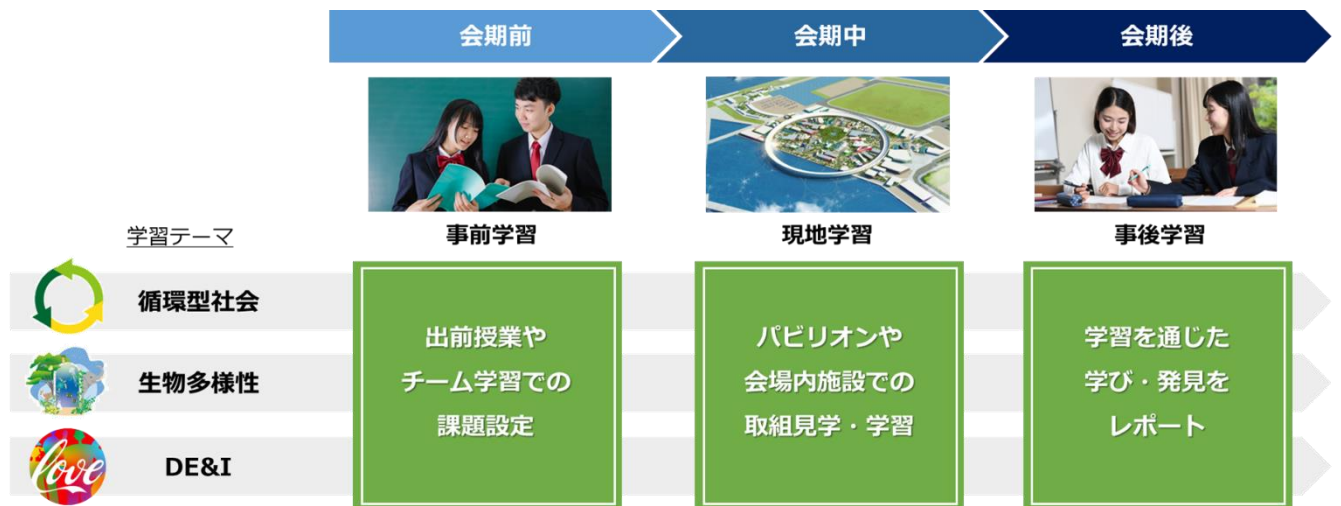 会期前
会期中
会期後
学習テーマ
事前学習
現地学習
事後学習
循環型社会
生物多様性
DE&I
出前授業や
チーム学習での
課題設定
パビリオンや
会場内施設での
取組見学・学習
学習を通じた
学び・発見を
レポート
love